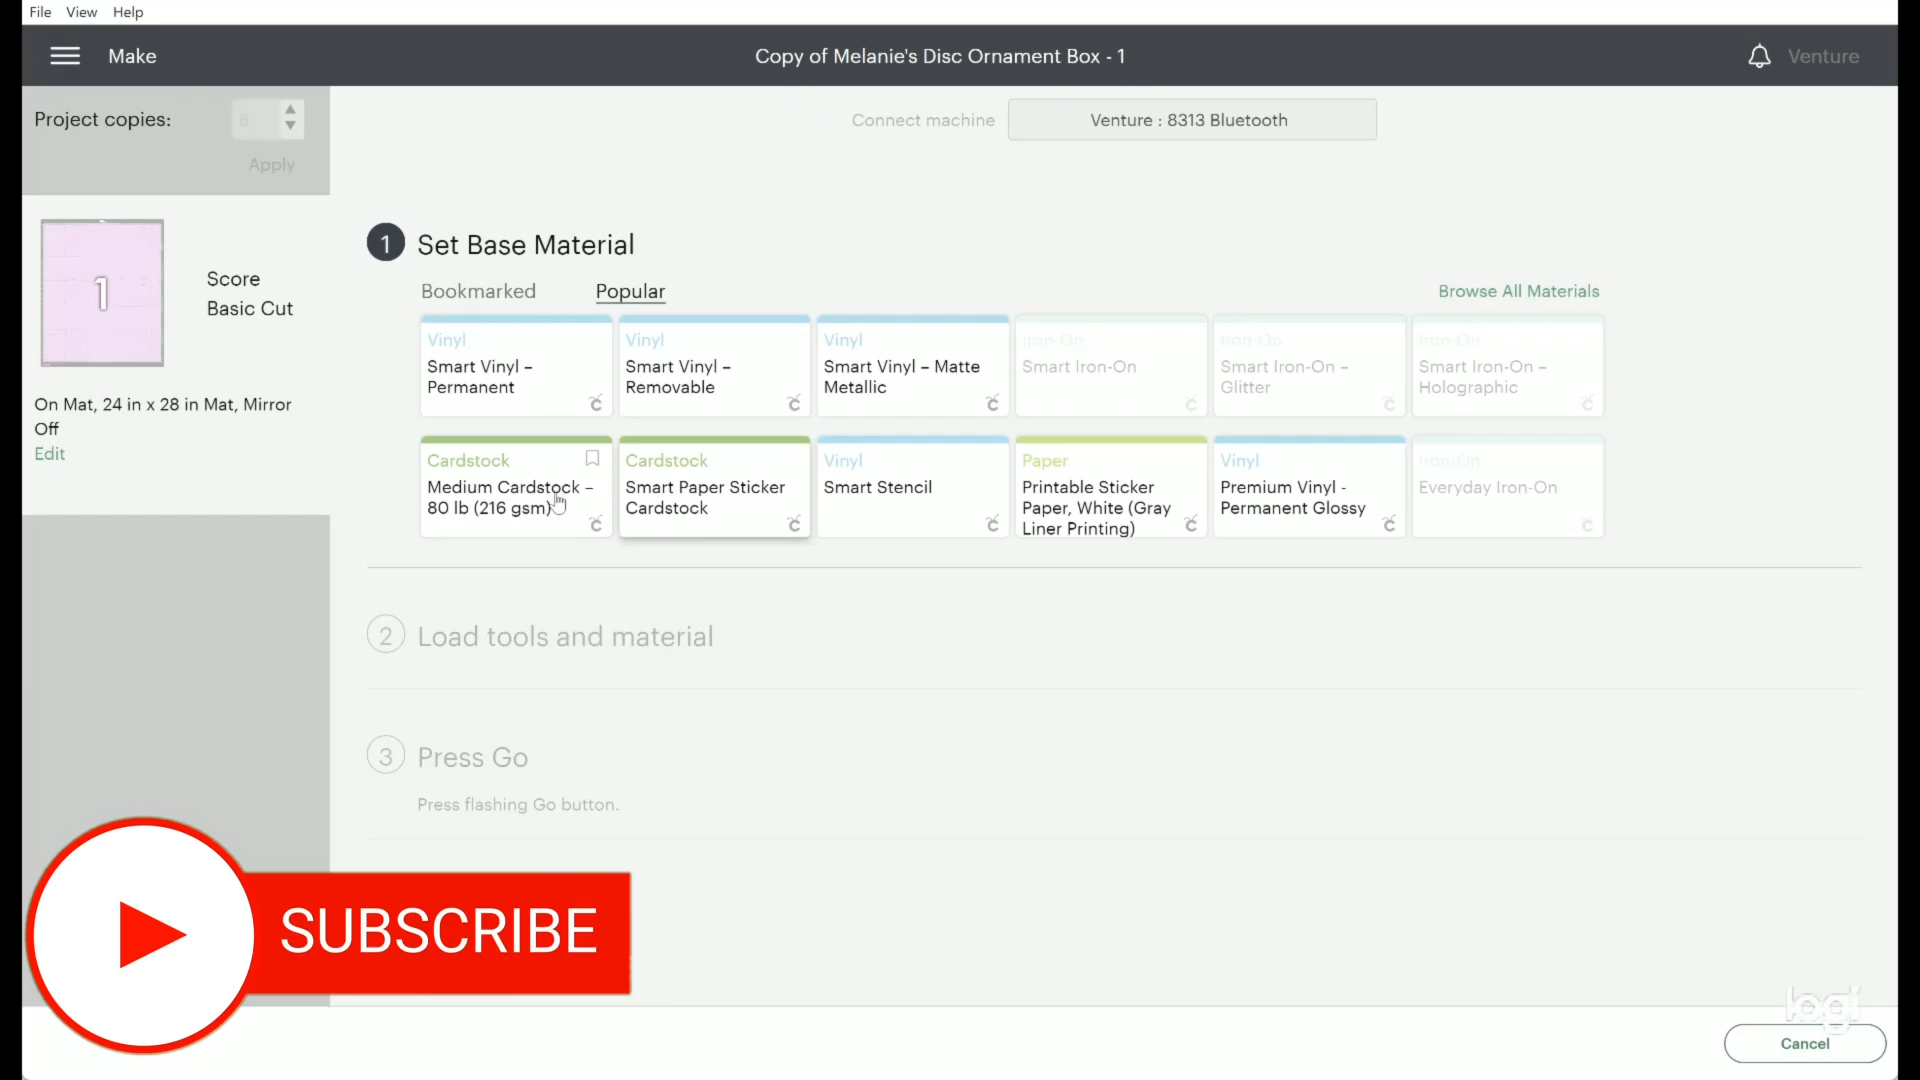 File View Help
Make
Copy of Melanie's Disc Ornament Box - 1
Venture
Project copies:
6
Apply
Connect machine
Venture : 8313 Bluetooth
1
Score
Basic Cut
On Mat, 24 in x 28 in Mat, Mirror
Off
Edit
1 Set Base Material
Bookmarked
Popular
Browse All Materials
Vinyl
Smart Vinyl –
Permanent
Vinyl
Smart Vinyl –
Removable
Vinyl
Smart Vinyl – Matte
Metallic
Iron-On
Smart Iron-On
Iron-On
Smart Iron-On –
Glitter
Iron-On
Smart Iron-On –
Holographic
Cardstock
Medium Cardstock –
80 lb (216 gsm)
Cardstock
Smart Paper Sticker
Cardstock
Vinyl
Smart Stencil
Paper
Printable Sticker
Paper, White (Gray
Liner Printing)
Vinyl
Premium Vinyl -
Permanent Glossy
Iron-On
Everyday Iron-On
2 Load tools and material
3 Press Go
Press flashing Go button.
SUBSCRIBE
logi
Cancel